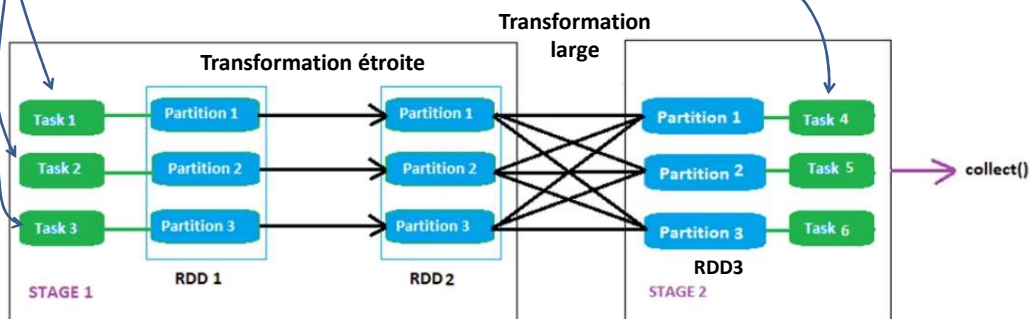 Transformation
large
Transformation étroite
Task 1
Partition 1
Partition 1
Partition 1
Task 4
Task 2
Partition 2
Partition 2
Partition 2
Task 5
collect()
Task 3
Partition 3
Partition 3
Partition 3
Task 6
RDD 1
RDD 2
RDD3
STAGE 1
STAGE 2